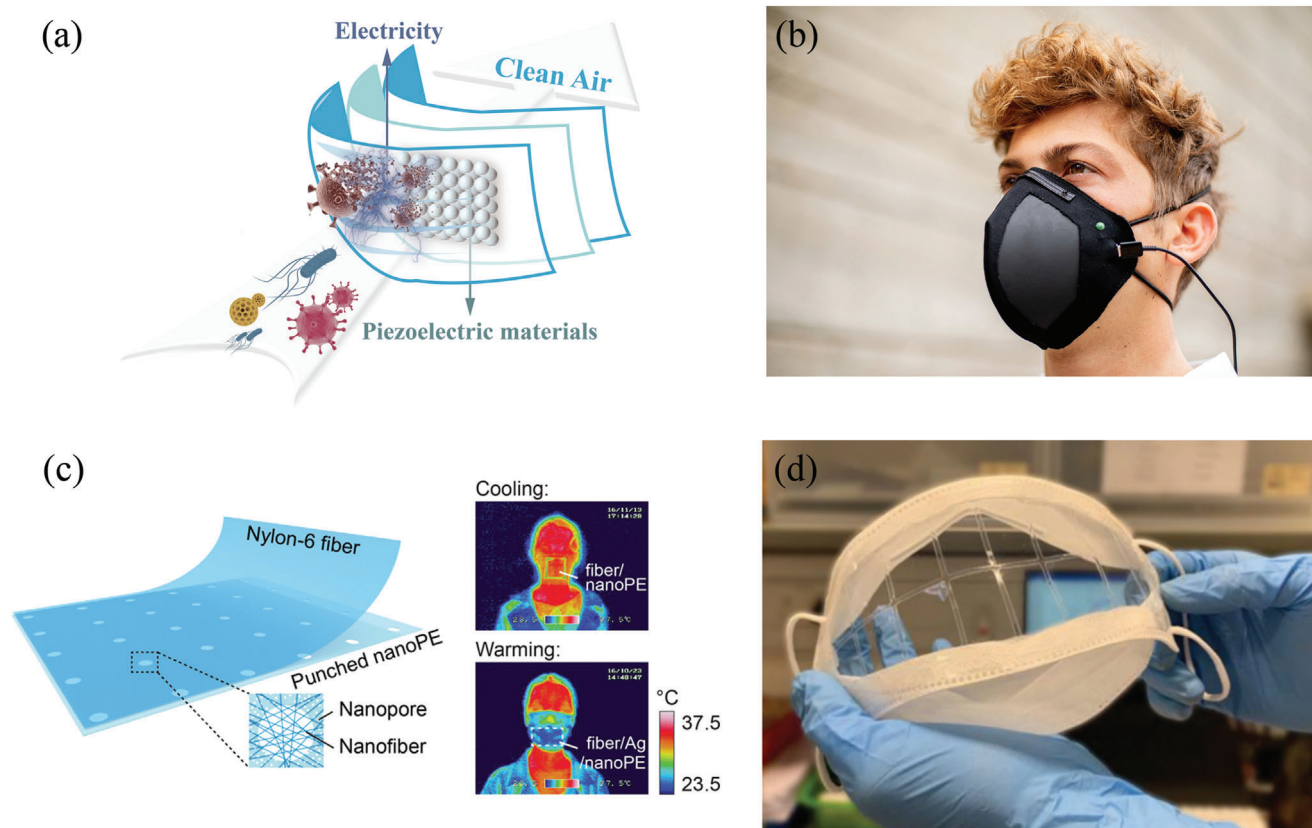 (a)
Electricity
Clean Air
Piezoelectric materials
(b)
(c)
Nylon-6 fiber
Punched nanoPE
Nanopore
Nanofiber
Cooling:
16/11/13
17:14:28
fiber/
nanoPE
Warming:
16/10/23
14:48:47
fiber/Ag
/nanoPE
°C
37.5
23.5
(d)